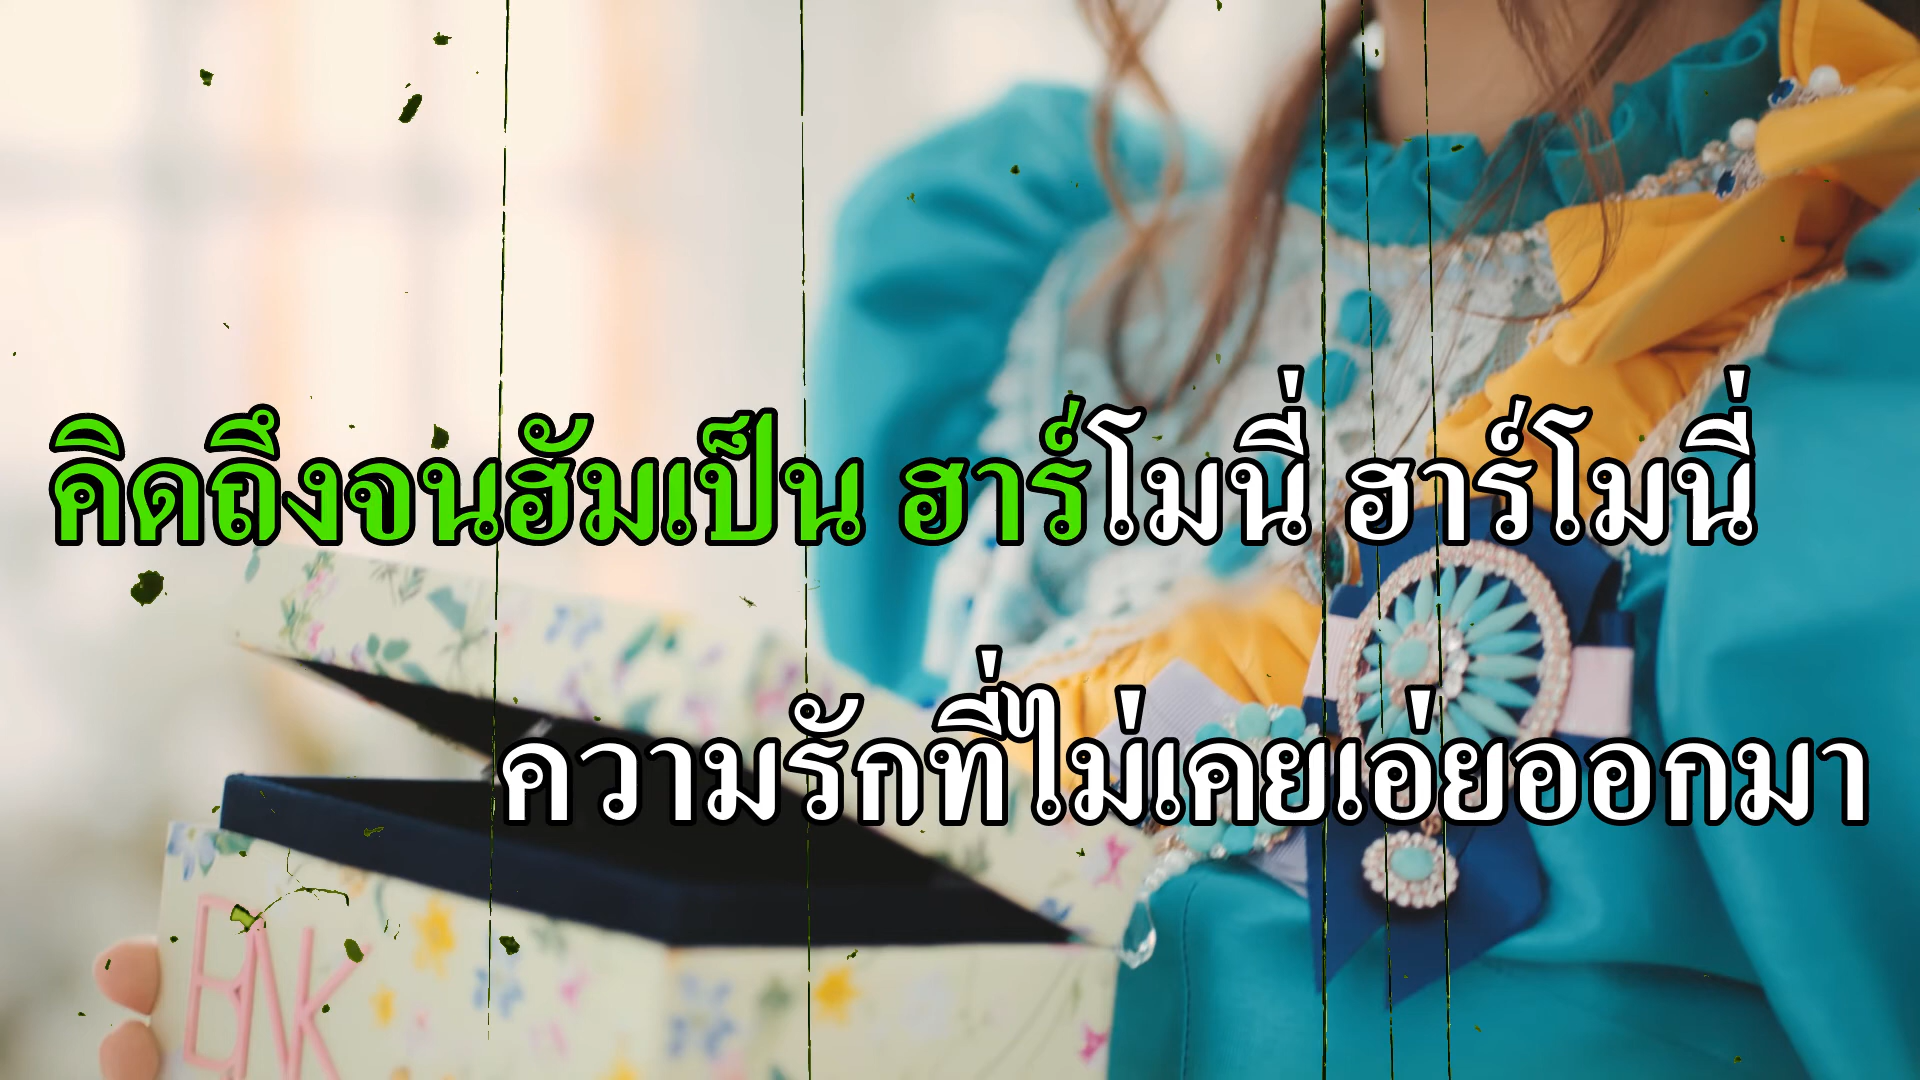 คิดถึงจนฮัมเป็น ฮาร์โมนี่ ฮาร์โมนี่
ความรักที่ไม่เคยเอ่ยออกมา
BNK